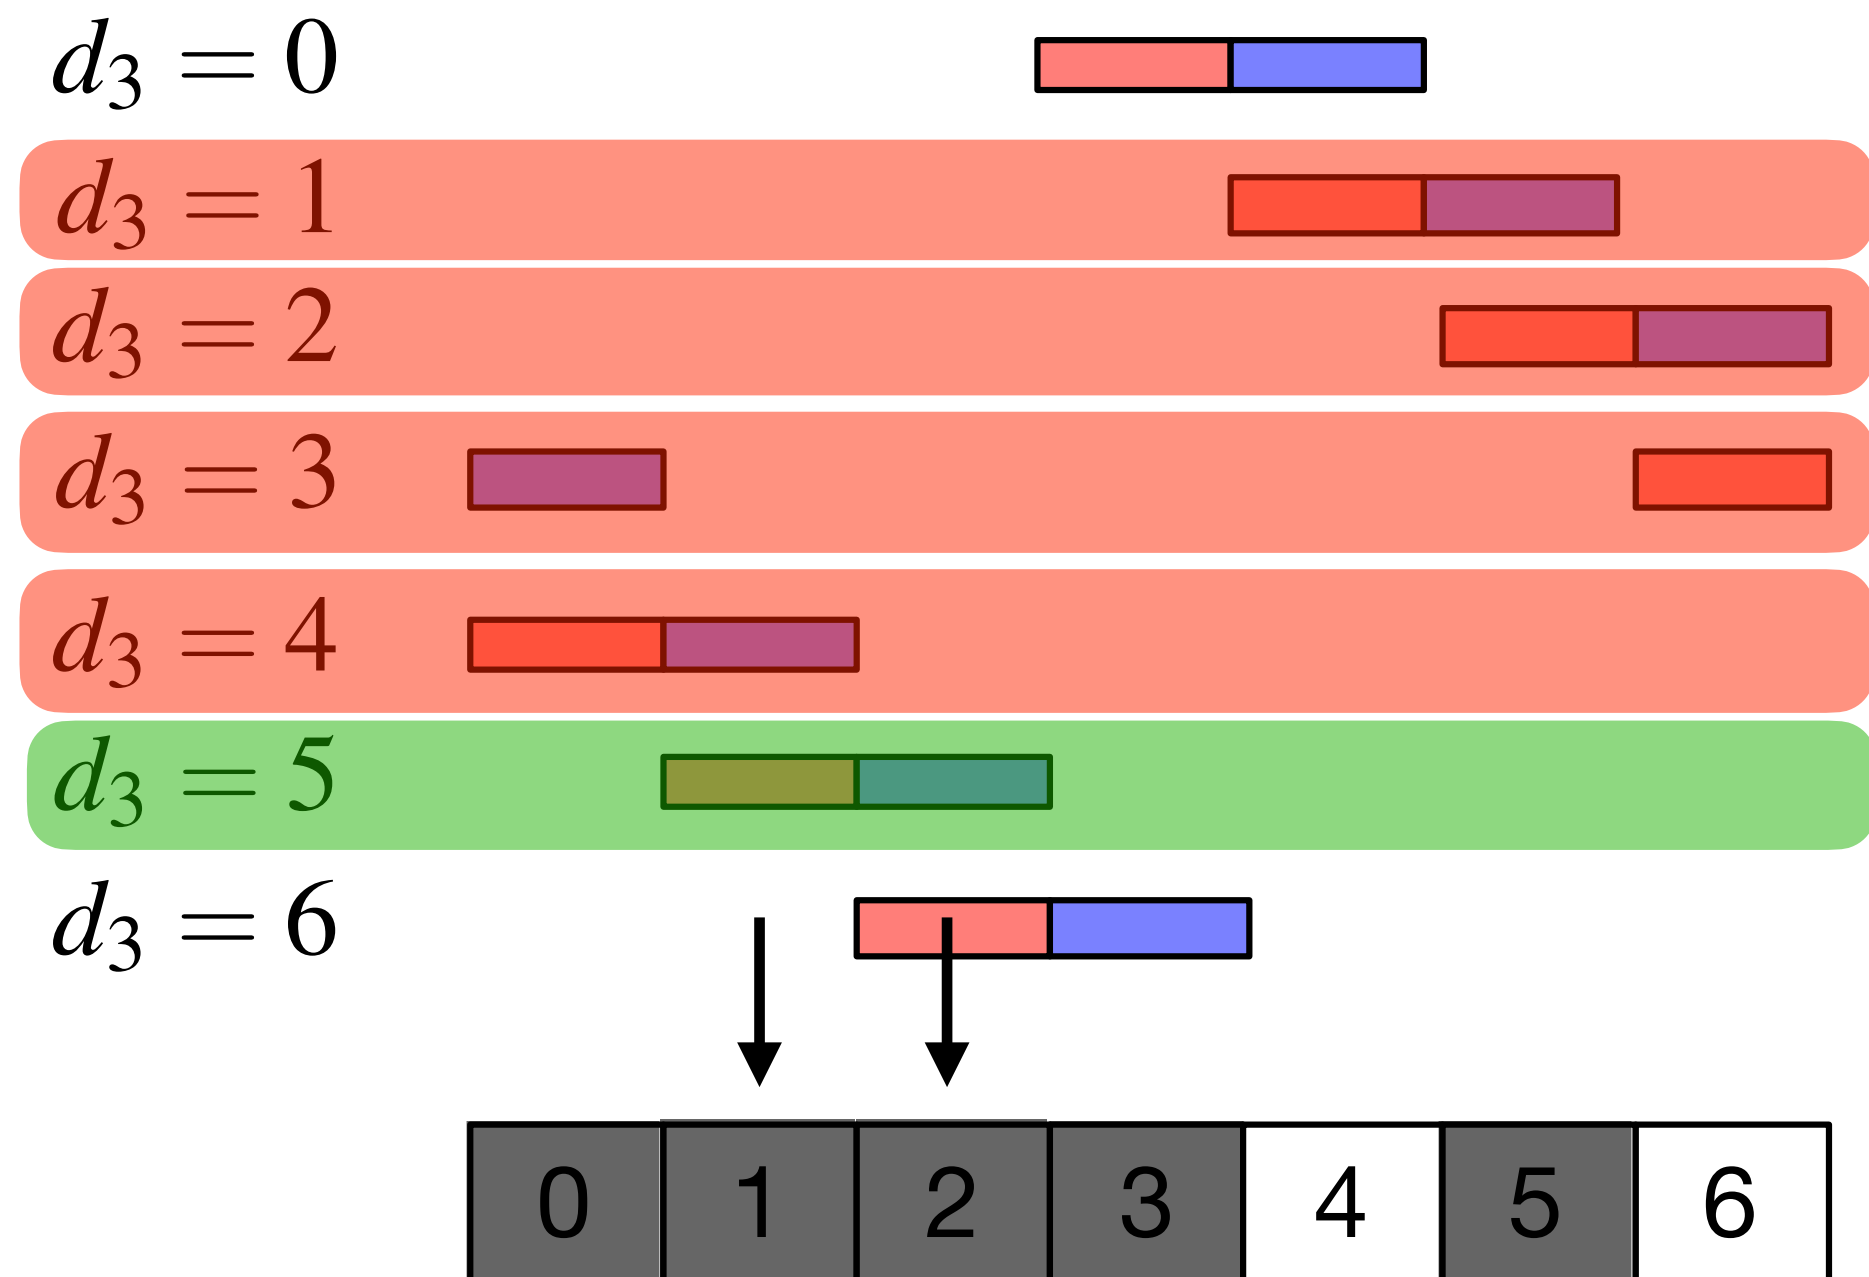 d₃ = 0
d₃ = 1
d₃ = 2
d₃ = 3
d₃ = 4
d₃ = 5
d₃ = 6
0 1 2 3 4 5 6